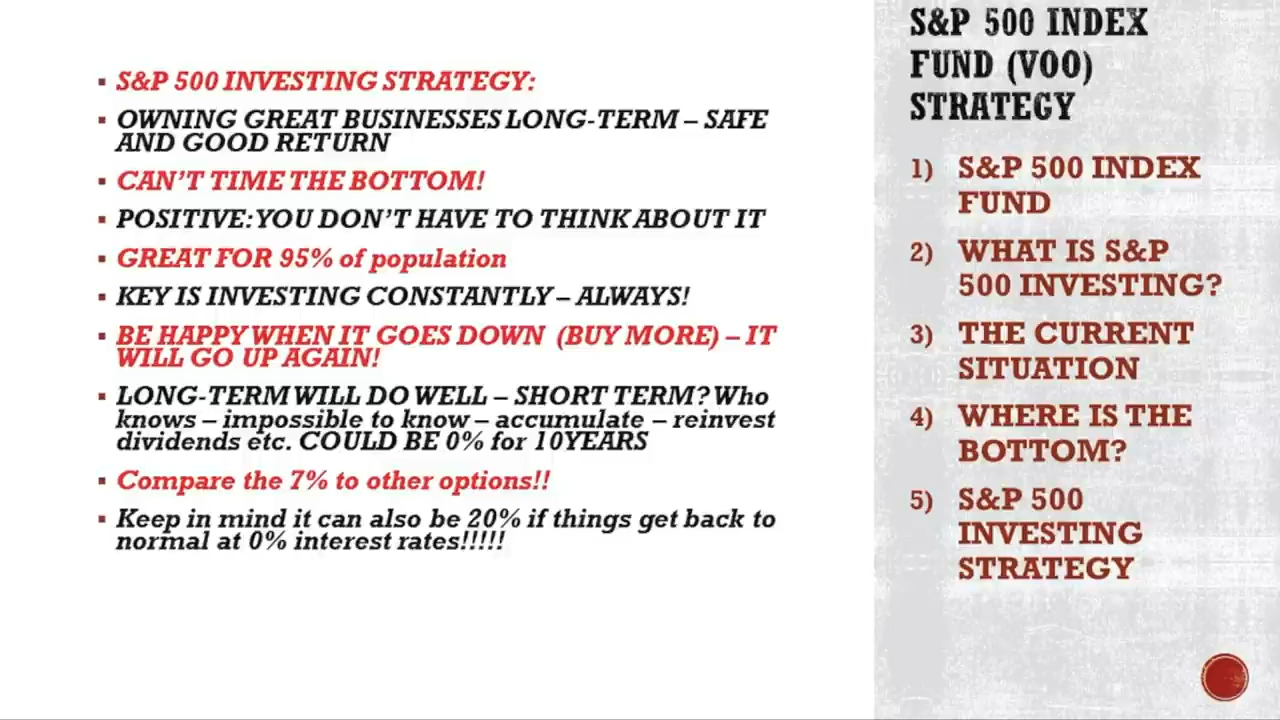 S&P 500 INVESTING STRATEGY:
OWNING GREAT BUSINESSES LONG-TERM – SAFE
AND GOOD RETURN
CAN'T TIME THE BOTTOM!
POSITIVE: YOU DON'T HAVE TO THINK ABOUT IT
GREAT FOR 95% of population
KEY IS INVESTING CONSTANTLY – ALWAYS!
BE HAPPY WHEN IT GOES DOWN (BUY MORE) – IT
WILL GO UP AGAIN!
LONG-TERM WILL DO WELL – SHORT TERM? Who
knows – impossible to know – accumulate – reinvest
dividends etc. COULD BE 0% for 10YEARS
Compare the 7% to other options!!
Keep in mind it can also be 20% if things get back to
normal at 0% interest rates!!!!!
S&P 500 INDEX
FUND (VOO)
STRATEGY
1) S&P 500 INDEX
FUND
2) WHAT IS S&P
500 INVESTING?
3) THE CURRENT
SITUATION
4) WHERE IS THE
BOTTOM?
5) S&P 500
INVESTING
STRATEGY